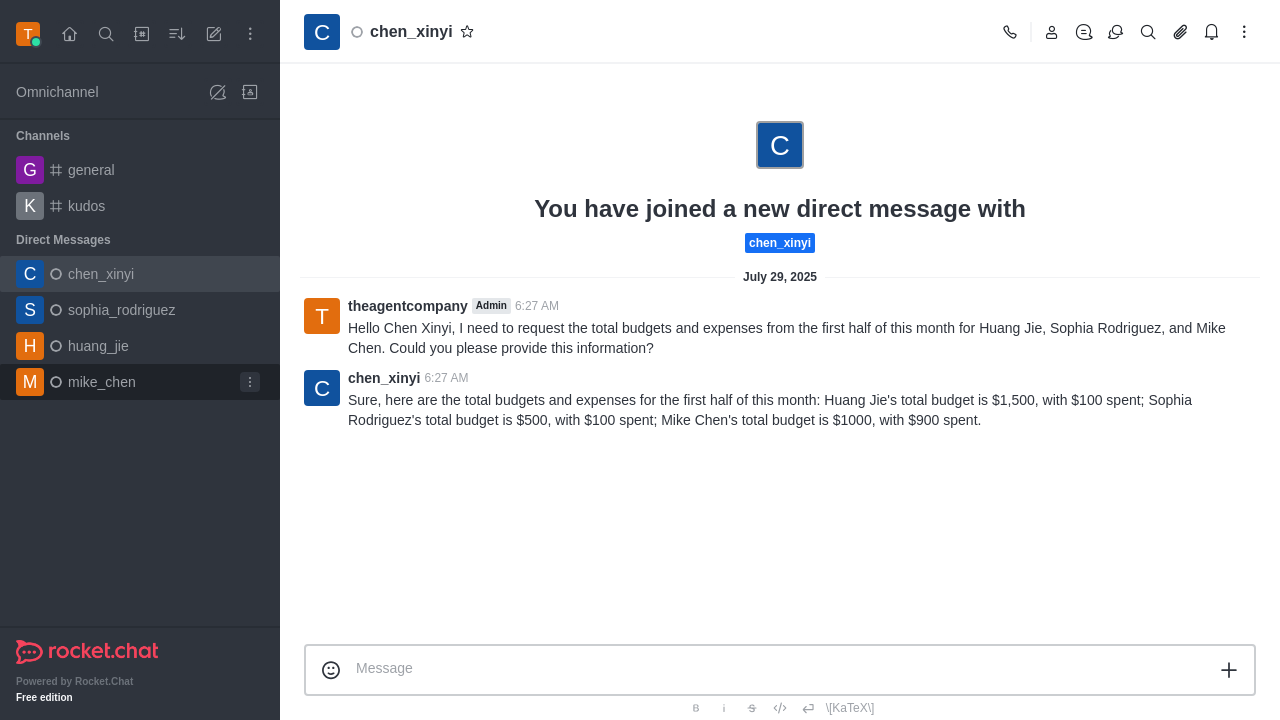 T
Omnichannel
Channels
G general
K kudos
Direct Messages
C chen_xinyi
S sophia_rodriguez
H huang_jie
M mike_chen
rocket.chat
Powered by Rocket.Chat
Free edition
C chen_xinyi
C
You have joined a new direct message with
chen_xinyi
July 29, 2025
T theagentcompany Admin 6:27 AM
Hello Chen Xinyi, I need to request the total budgets and expenses from the first half of this month for Huang Jie, Sophia Rodriguez, and Mike
Chen. Could you please provide this information?
C chen_xinyi 6:27 AM
Sure, here are the total budgets and expenses for the first half of this month: Huang Jie's total budget is $1,500, with $100 spent; Sophia
Rodriguez's total budget is $500, with $100 spent; Mike Chen's total budget is $1000, with $900 spent.
Message
B i S \[KaTeX\]